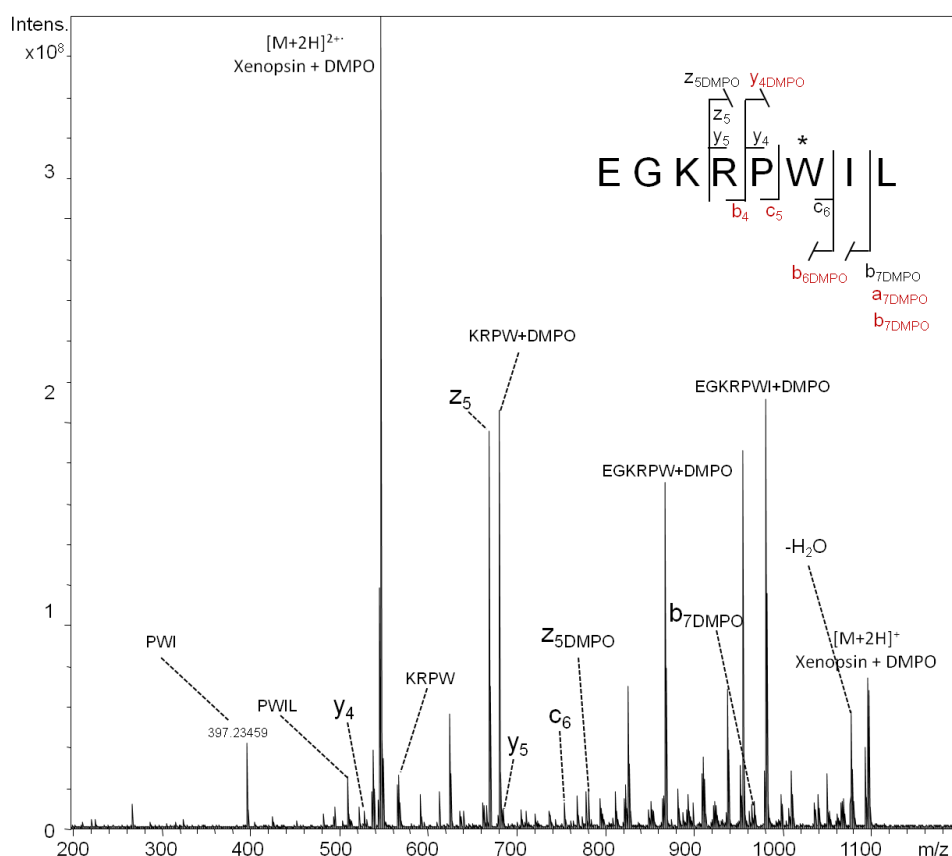 Intens.
x10⁸
[M+2H]²⁺·
Xenopsin + DMPO
z₅DMPO y₄DMPO
z₅
y₅ y₄
*
E G K R P W I L
b₄ c₅ c₆
b₆DMPO b₇DMPO
a₇DMPO
b₇DMPO
3
KRPW+DMPO
2
z₅
EGKRPWI+DMPO
EGKRPW+DMPO
-H₂O
1
b₇DMPO
[M+2H]⁺
Xenopsin + DMPO
PWI
z₅DMPO
KRPW
PWIL
y₄
c₆
397.23459
y₅
0
200 300 400 500 600 700 800 900 1000 1100 m/z